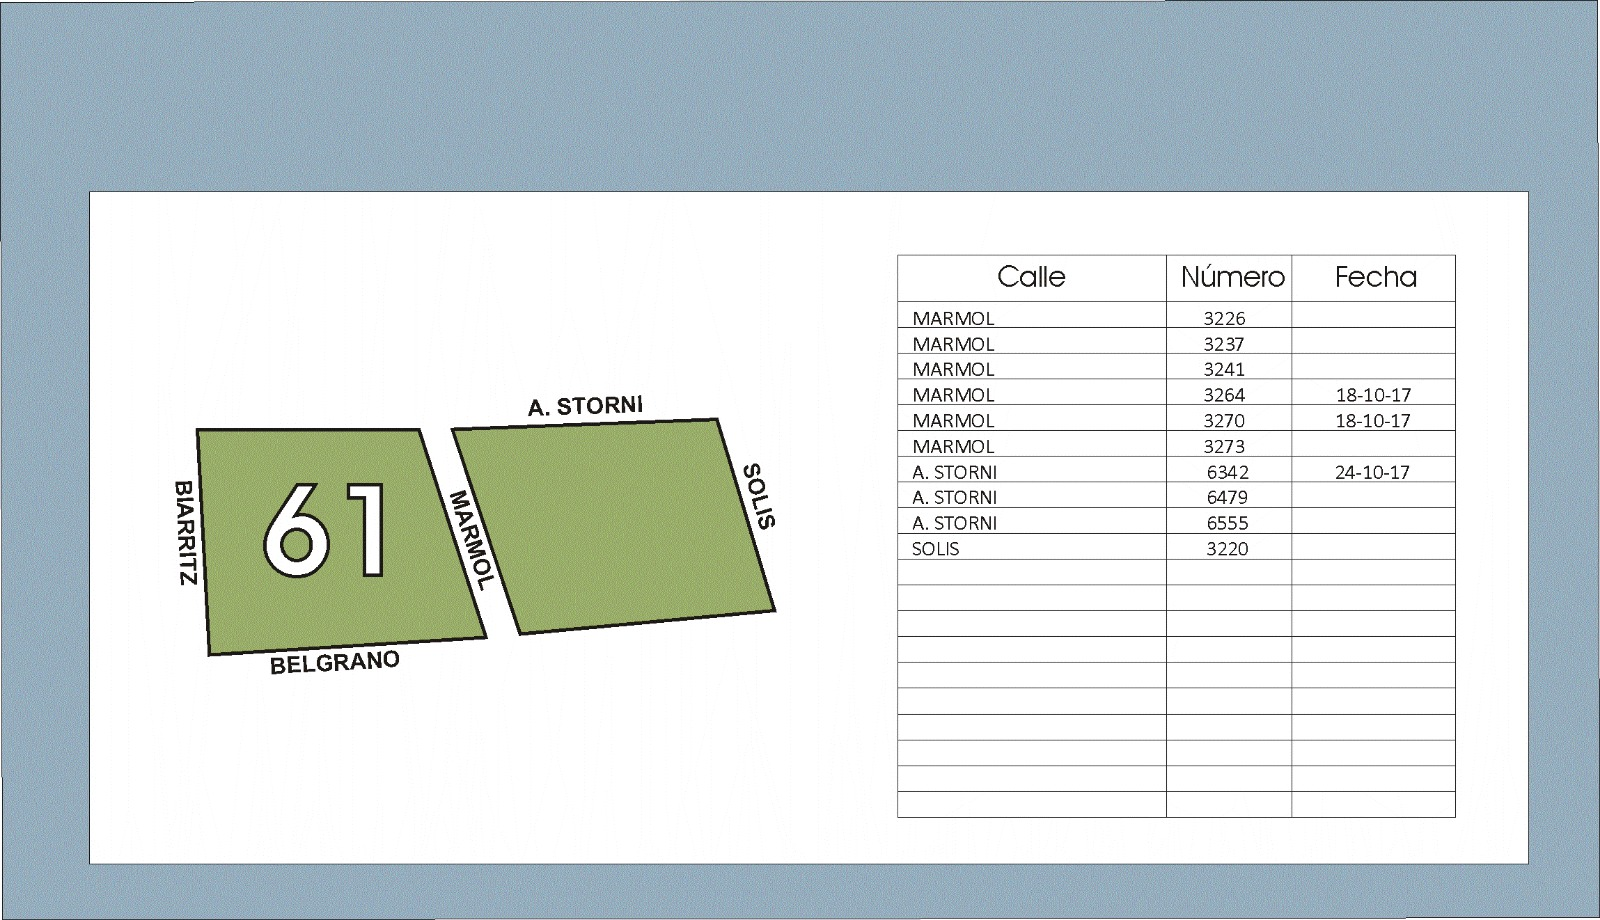 A. STORNI
BIARRITZ
61
MARMOL
SOLIS
BELGRANO
Calle Número Fecha
MARMOL 3226
MARMOL 3237
MARMOL 3241
MARMOL 3264 18-10-17
MARMOL 3270 18-10-17
MARMOL 3273
A. STORNI 6342 24-10-17
A. STORNI 6479
A. STORNI 6555
SOLIS 3220